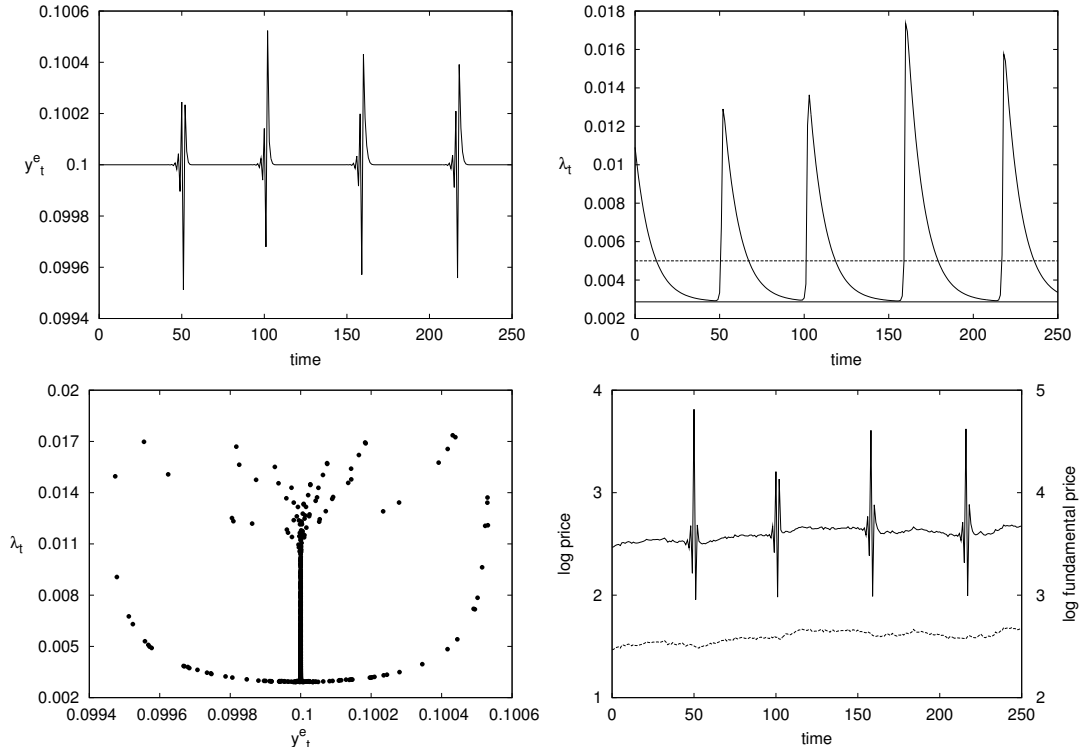 0.1006
0.1004
0.1002
0.1
0.0998
0.0996
0.0994
y^e_t
0 50 100 150 200 250
time
0.018
0.016
0.014
0.012
0.010
0.008
0.006
0.004
0.002
λ_t
0 50 100 150 200 250
time
0.02
0.017
0.014
0.011
0.008
0.005
0.002
λ_t
0.0994 0.0996 0.0998 0.1 0.1002 0.1004 0.1006
y^e_t
4
3
2
1
log price
5
4
3
2
log fundamental price
0 50 100 150 200 250
time